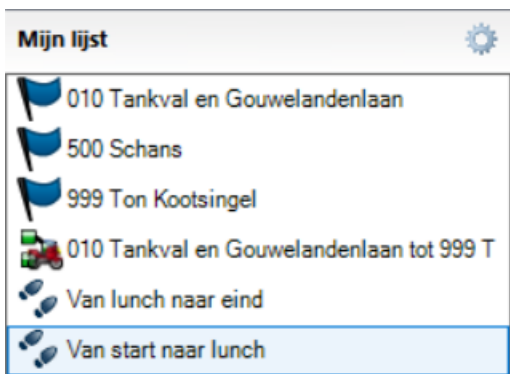 Mijn lijst
010 Tankval en Gouwelandenlaan
500 Schans
999 Ton Kootsingel
010 Tankval en Gouwelandenlaan tot 999 T
Van lunch naar eind
Van start naar lunch